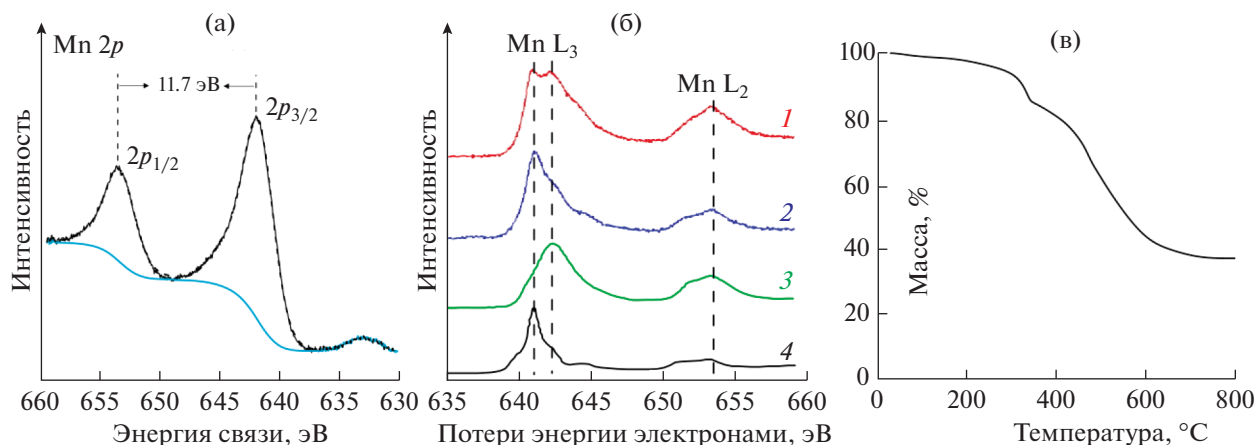 (а)
Mn 2p
11.7 эВ
2p3/2
2p1/2
Интенсивность
660 655 650 645 640 635 630
Энергия связи, эВ
(б)
Mn L3
Mn L2
1
2
3
4
Интенсивность
635 640 645 650 655 660
Потери энергии электронами, эВ
(в)
100
80
60
40
20
0 200 400 600 800
Масса, %
Температура, °C